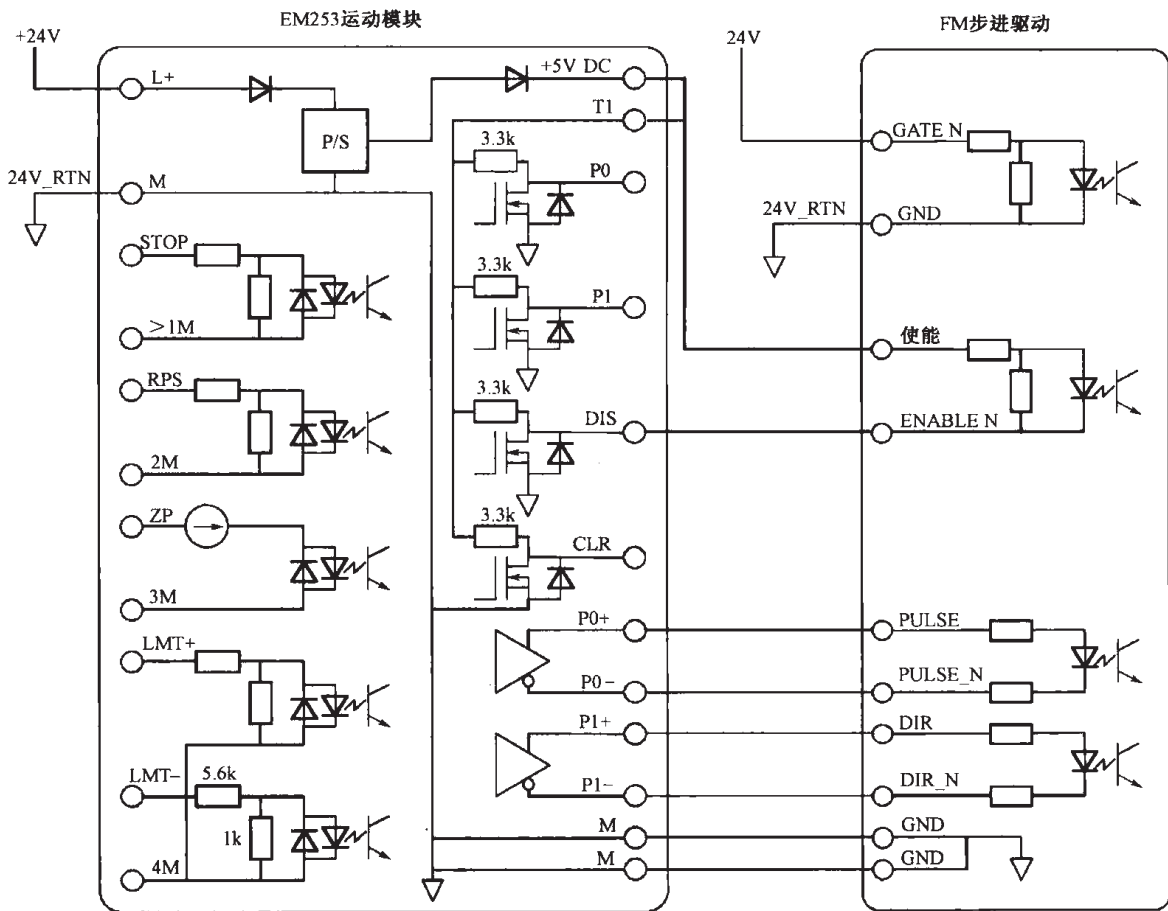 EM253运动模块
FM步进驱动
+24V
L+
P/S
+5V DC
T1
24V
GATE N
24V_RTN
M
3.3k
P0
24V_RTN
GND
STOP
>1M
3.3k
P1
使能
RPS
2M
3.3k
DIS
ENABLE N
ZP
3M
3.3k
CLR
LMT+
P0+
PULSE
P0−
PULSE_N
P1+
DIR
LMT−
5.6k
1k
4M
P1−
DIR_N
M
GND
M
GND